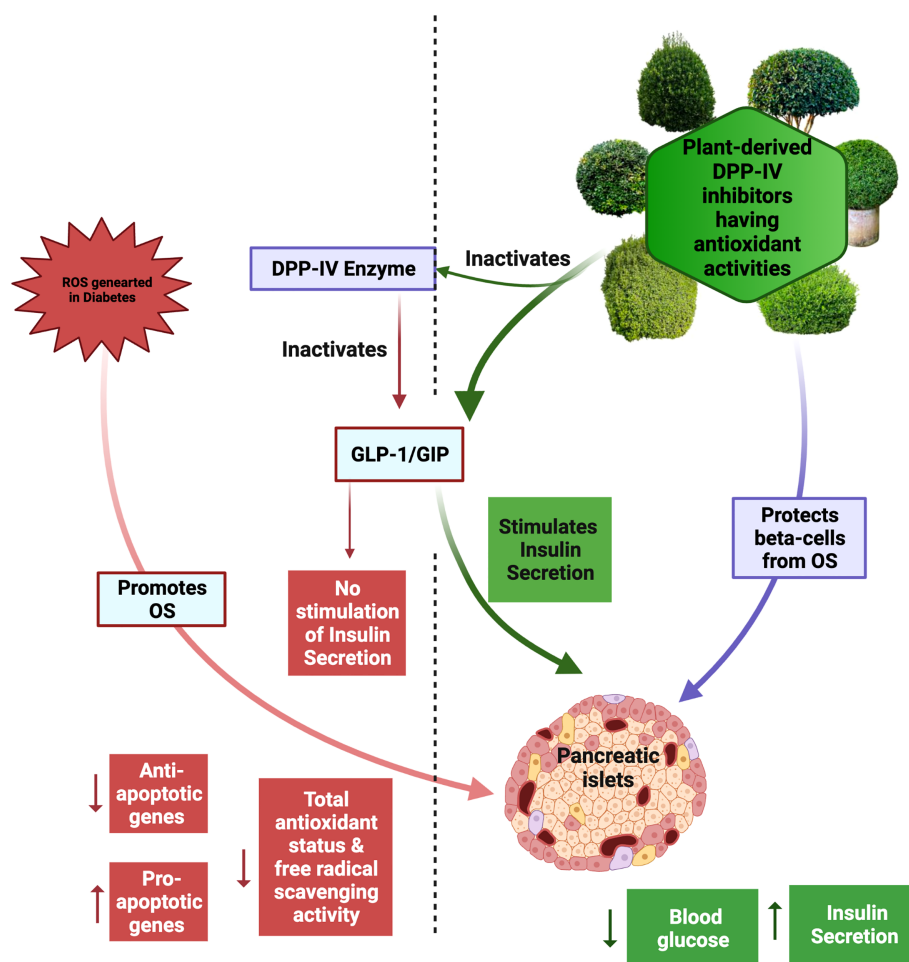 Plant-derived
DPP-IV
inhibitors
having
antioxidant
activities
ROS genearted
in Diabetes
DPP-IV Enzyme
Inactivates
Inactivates
GLP-1/GIP
Stimulates
Insulin
Secretion
Protects
beta-cells
from OS
Promotes
OS
No
stimulation
of Insulin
Secretion
Pancreatic
islets
Anti-
apoptotic
genes
Pro-
apoptotic
genes
Total
antioxidant
status &
free radical
scavenging
activity
Blood
glucose
Insulin
Secretion